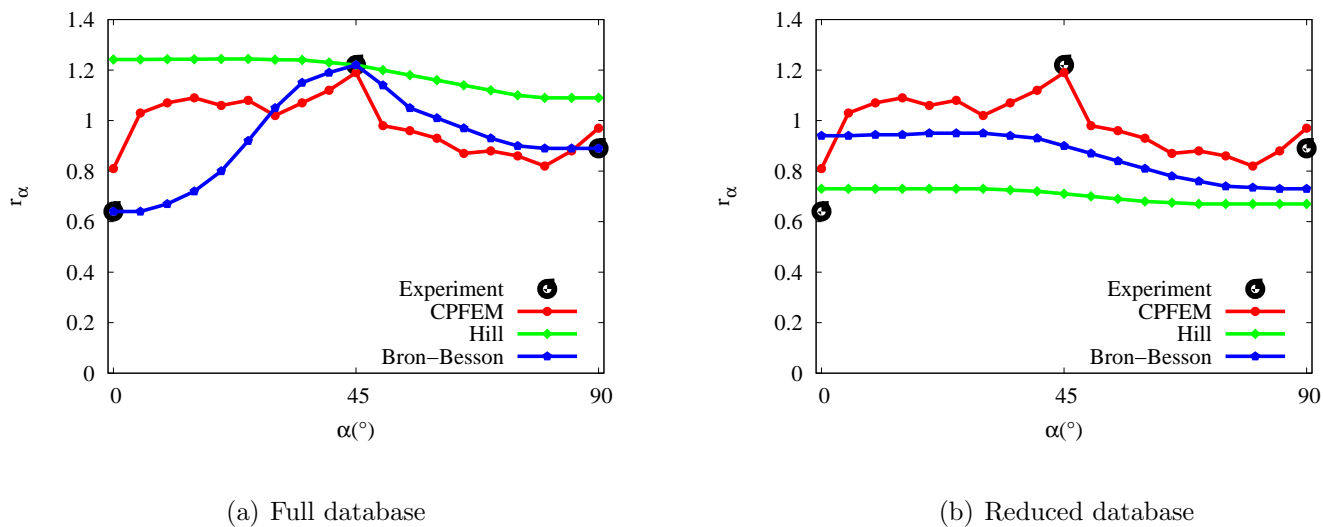 1.4
1.2
1
0.8
0.6
0.4
0.2
0
rα
0 45 90
α(°)
Experiment
CPFEM
Hill
Bron−Besson
(a) Full database
1.4
1.2
1
0.8
0.6
0.4
0.2
0
rα
0 45 90
α(°)
Experiment
CPFEM
Hill
Bron−Besson
(b) Reduced database